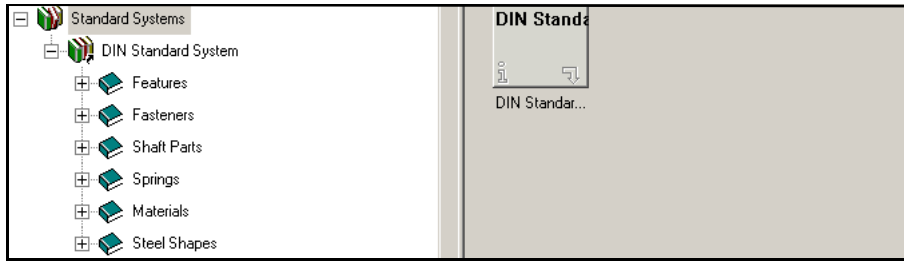 Standard Systems
DIN Standard System
Features
Fasteners
Shaft Parts
Springs
Materials
Steel Shapes
DIN Standa
DIN Standar...